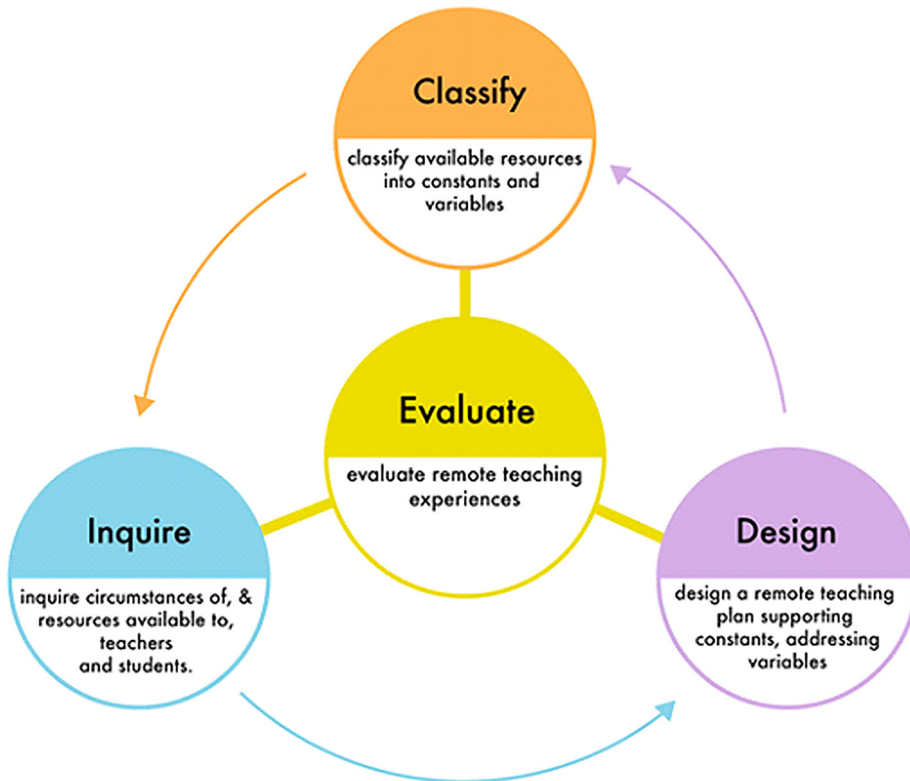 Classify
classify available resources
into constants and
variables
Evaluate
evaluate remote teaching
experiences
Inquire
inquire circumstances of, &
resources available to,
teachers
and students.
Design
design a remote teaching
plan supporting
constants, addressing
variables